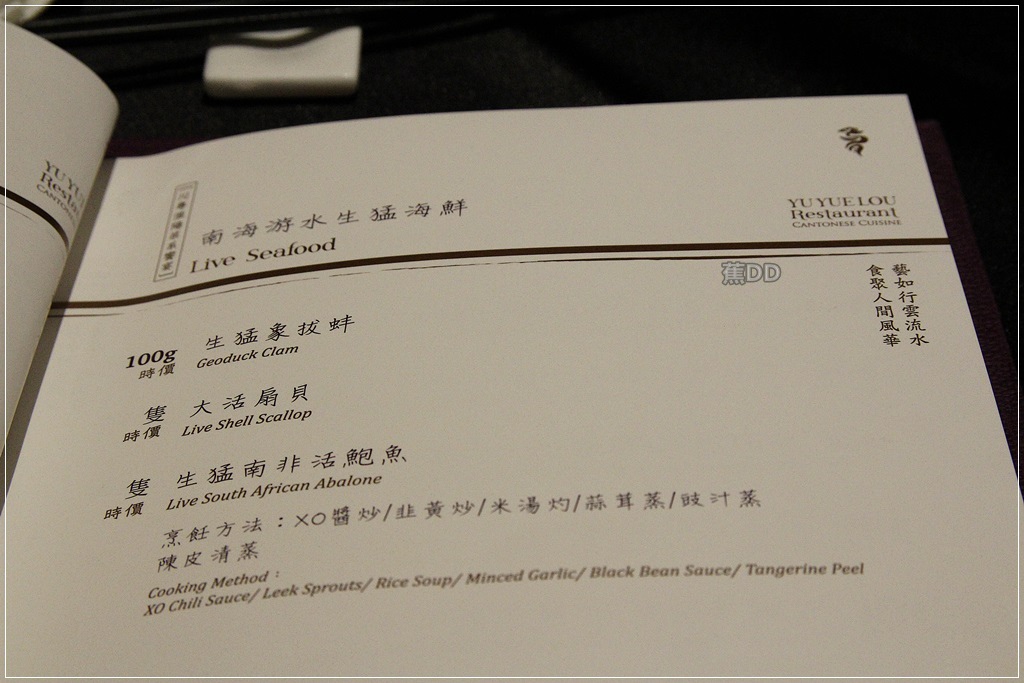 YU YUE LOU
Restaurant
CANTONESE CUISINE
南海游水生猛海鮮
Live Seafood
藝如行雲流水
食聚人間風華
蕉DD
100g 生猛象拔蚌
時價 Geoduck Clam
隻 大活扇貝
時價 Live Shell Scallop
隻 生猛南非活鮑魚
時價 Live South African Abalone
烹飪方法：XO醬炒/韭黃炒/米湯灼/蒜茸蒸/豉汁蒸
陳皮清蒸
Cooking Method :
XO Chili Sauce/ Leek Sprouts/ Rice Soup/ Minced Garlic/ Black Bean Sauce/ Tangerine Peel